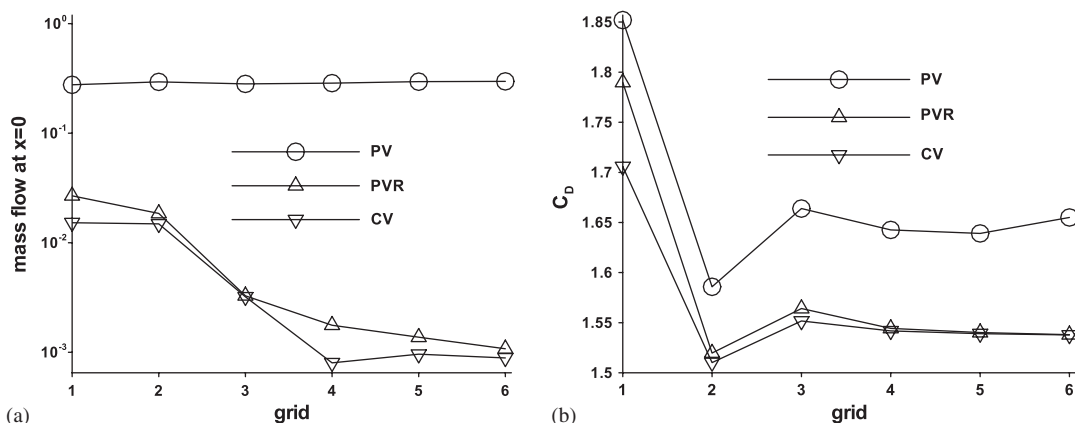 10^0
10^-1
10^-2
10^-3
mass flow at x=0
PV
PVR
CV
1 2 3 4 5 6
grid
(a)
1.85
1.8
1.75
1.7
1.65
1.6
1.55
1.5
C_D
PV
PVR
CV
1 2 3 4 5 6
grid
(b)